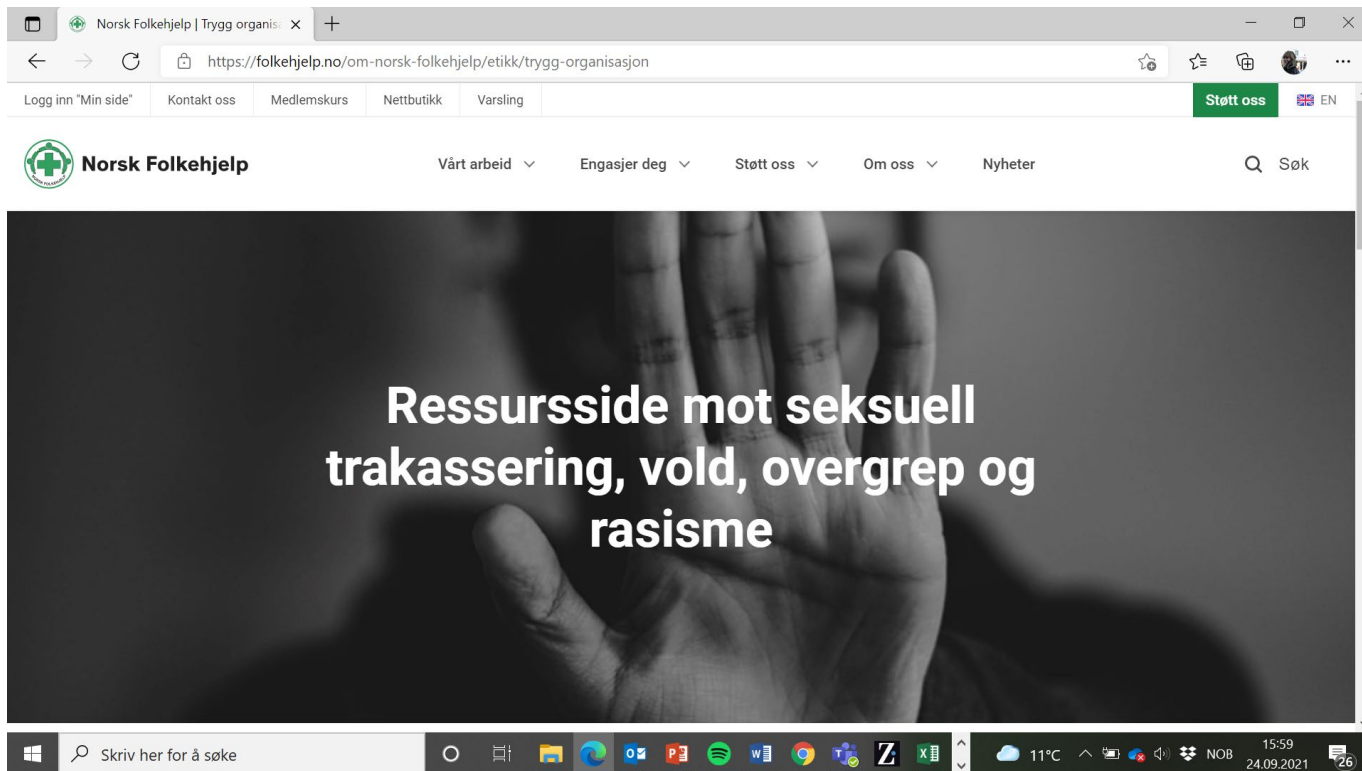 Norsk Folkehjelp | Trygg organis
https://folkehjelp.no/om-norsk-folkehjelp/etikk/trygg-organisasjon
Logg inn "Min side" Kontakt oss Medlemskurs Nettbutikk Varsling Støtt oss EN
Norsk Folkehjelp Vårt arbeid Engasjer deg Støtt oss Om oss Nyheter Søk
Ressursside mot seksuell
trakassering, vold, overgrep og
rasisme
Skriv her for å søke 11°C NOB 15:59
24.09.2021 26